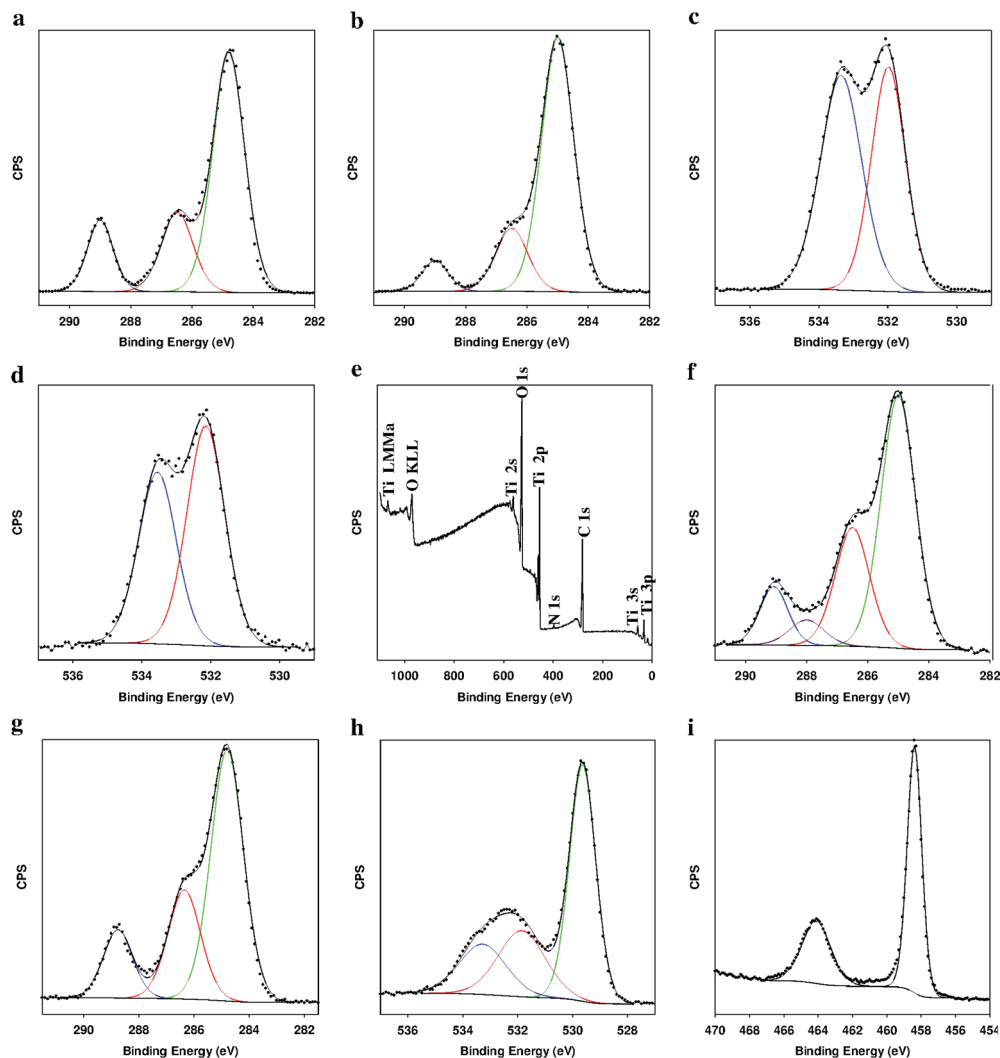 a
CPS
290 288 286 284 282
Binding Energy (eV)
b
CPS
290 288 286 284 282
Binding Energy (eV)
c
CPS
536 534 532 530
Binding Energy (eV)
d
CPS
536 534 532 530
Binding Energy (eV)
e
CPS
Ti LMMa
O KLL
Ti 2s
O 1s
Ti 2p
N 1s
C 1s
Ti 3s
Ti 3p
1000 800 600 400 200 0
Binding Energy (eV)
f
CPS
290 288 286 284 282
Binding Energy (eV)
g
CPS
290 288 286 284 282
Binding Energy (eV)
h
CPS
536 534 532 530 528
Binding Energy (eV)
i
CPS
470 468 466 464 462 460 458 456 454
Binding Energy (eV)